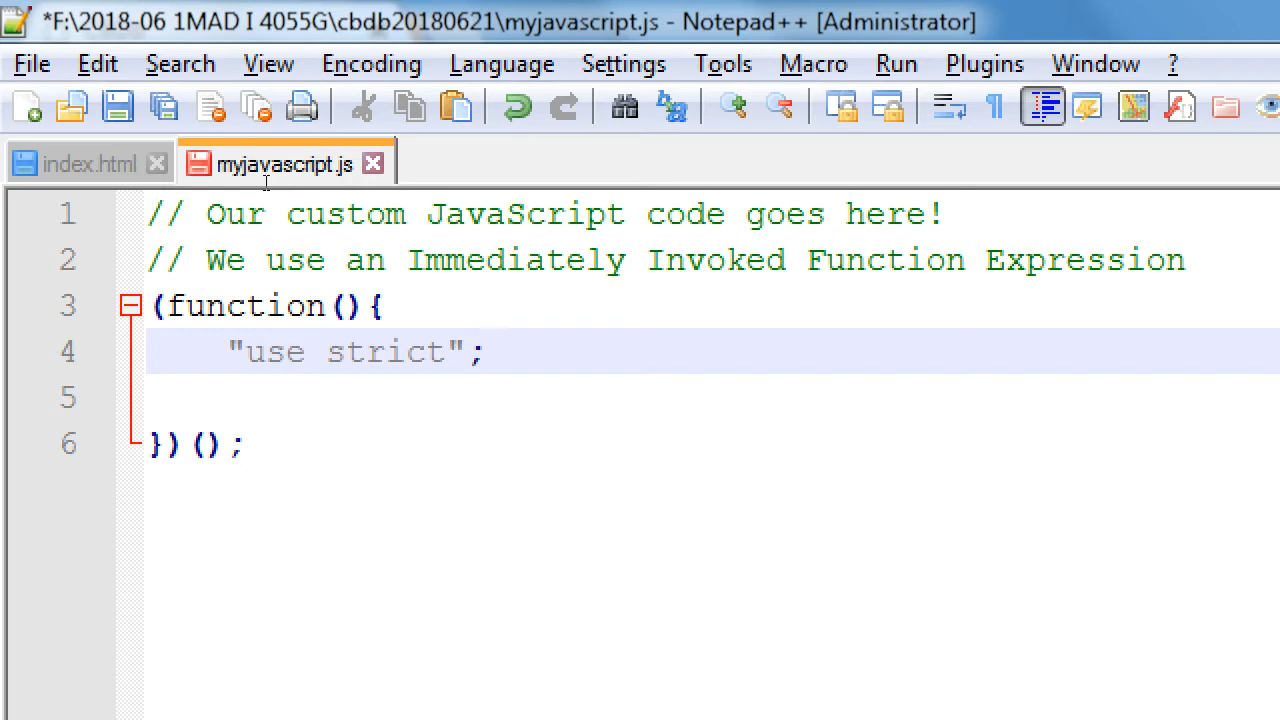 *F:\2018-06 1MAD I 4055G\cbdb20180621\myjavascript.js - Notepad++ [Administrator]
File Edit Search View Encoding Language Settings Tools Macro Run Plugins Window ?
index.html myjavascript.js
1 // Our custom JavaScript code goes here!
2 // We use an Immediately Invoked Function Expression
3 (function(){
4 "use strict";
5
6 })();